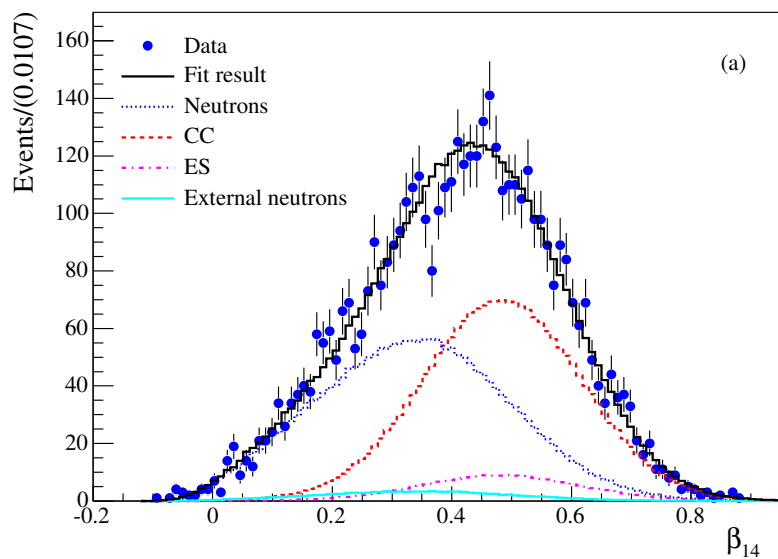 160
140
120
100
80
60
40
20
0
Events/(0.0107)
Data
Fit result
Neutrons
CC
ES
External neutrons
(a)
-0.2 0 0.2 0.4 0.6 0.8
β14